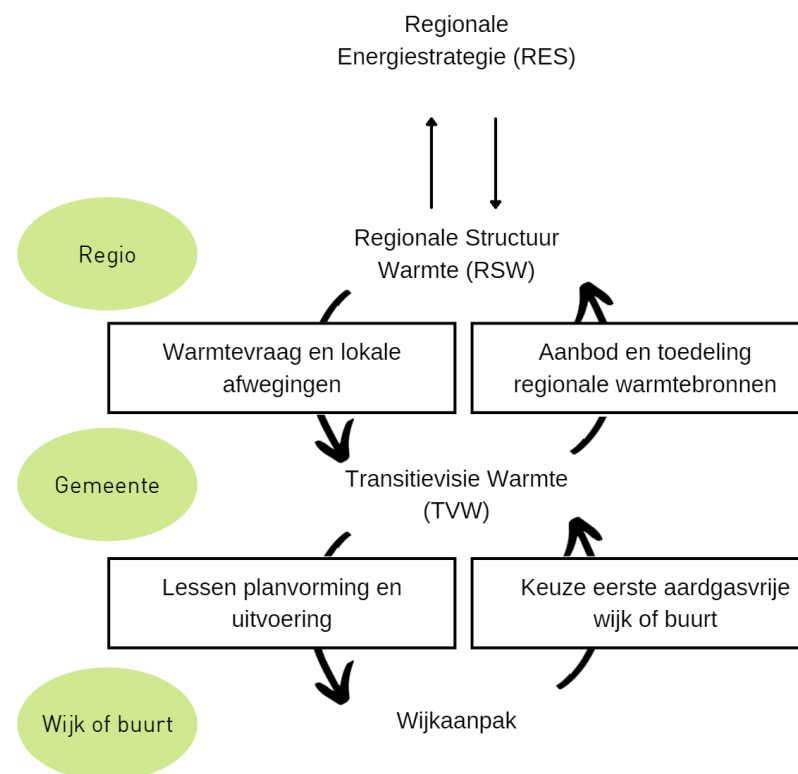 Regionale
Energiestrategie (RES)
Regio
Regionale Structuur
Warmte (RSW)
Warmtevraag en lokale
afwegingen
Aanbod en toedeling
regionale warmtebronnen
Gemeente
Transitievisie Warmte
(TVW)
Lessen planvorming en
uitvoering
Keuze eerste aardgasvrije
wijk of buurt
Wijk of buurt
Wijkaanpak